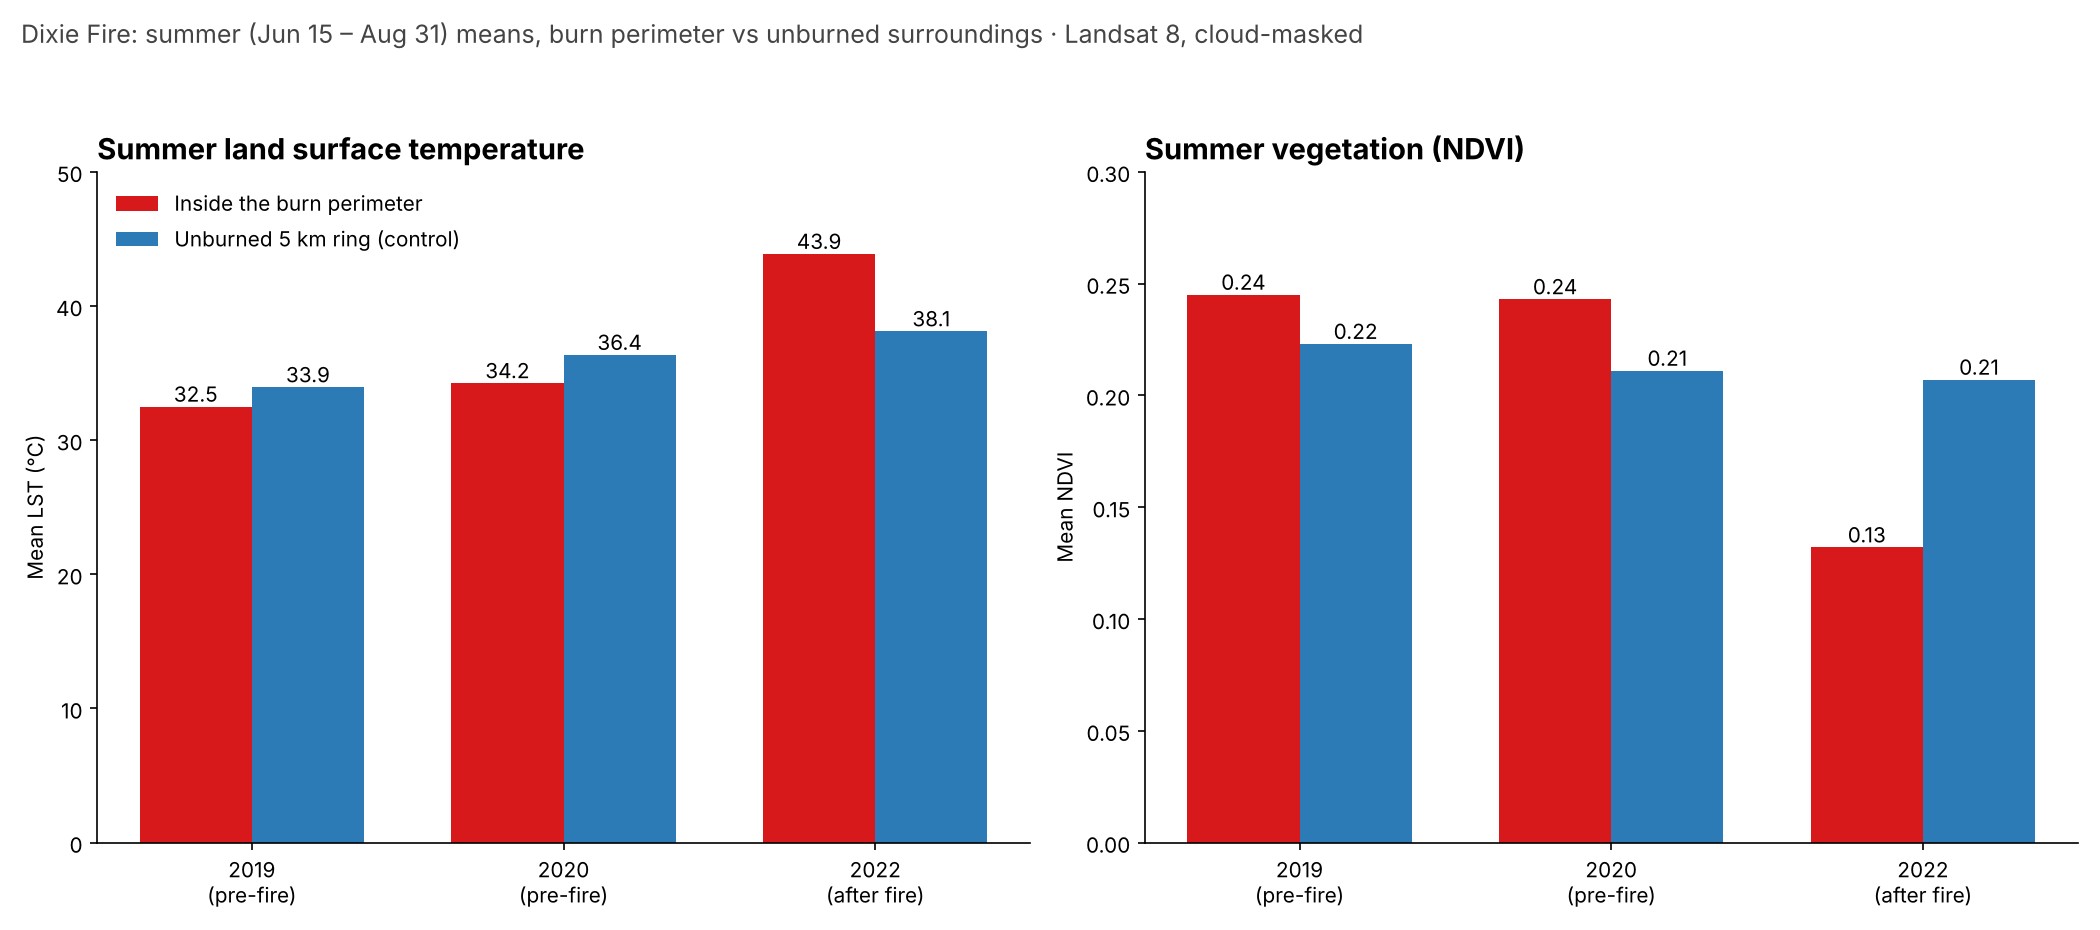 Dixie Fire: summer (Jun 15 – Aug 31) means, burn perimeter vs unburned surroundings · Landsat 8, cloud-masked
Summer land surface temperature
Inside the burn perimeter
Unburned 5 km ring (control)
Mean LST (°C)
50
40
30
20
10
0
32.5
33.9
34.2
36.4
43.9
38.1
2019
(pre-fire)
2020
(pre-fire)
2022
(after fire)
Summer vegetation (NDVI)
Mean NDVI
0.30
0.25
0.20
0.15
0.10
0.05
0.00
0.24
0.22
0.24
0.21
0.13
0.21
2019
(pre-fire)
2020
(pre-fire)
2022
(after fire)